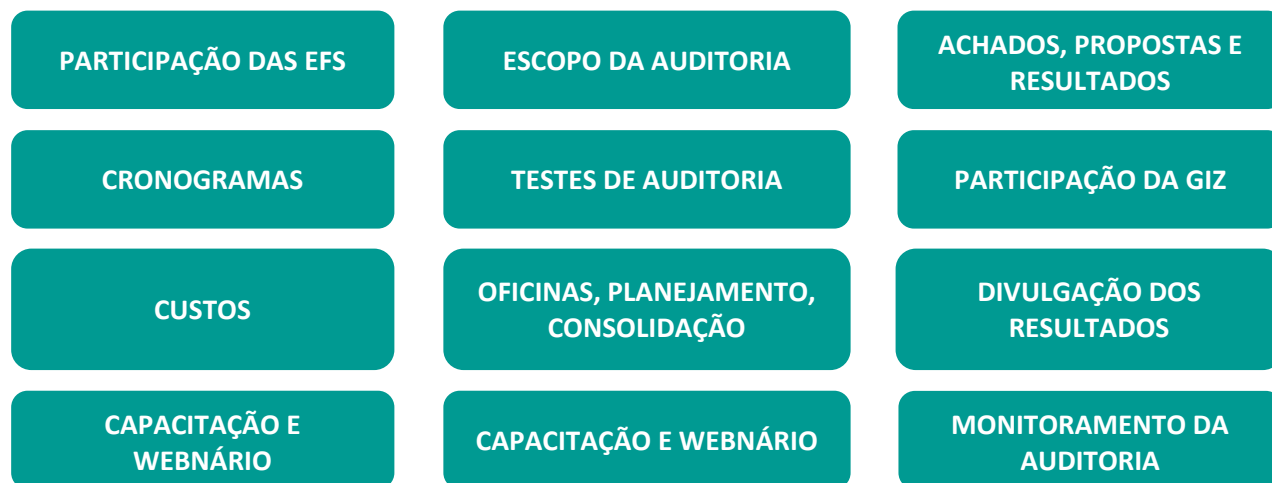 PARTICIPAÇÃO DAS EFS
ESCOPO DA AUDITORIA
ACHADOS, PROPOSTAS E
RESULTADOS
CRONOGRAMAS
TESTES DE AUDITORIA
PARTICIPAÇÃO DA GIZ
CUSTOS
OFICINAS, PLANEJAMENTO,
CONSOLIDAÇÃO
DIVULGAÇÃO DOS
RESULTADOS
CAPACITAÇÃO E
WEBNÁRIO
CAPACITAÇÃO E WEBNÁRIO
MONITORAMENTO DA
AUDITORIA